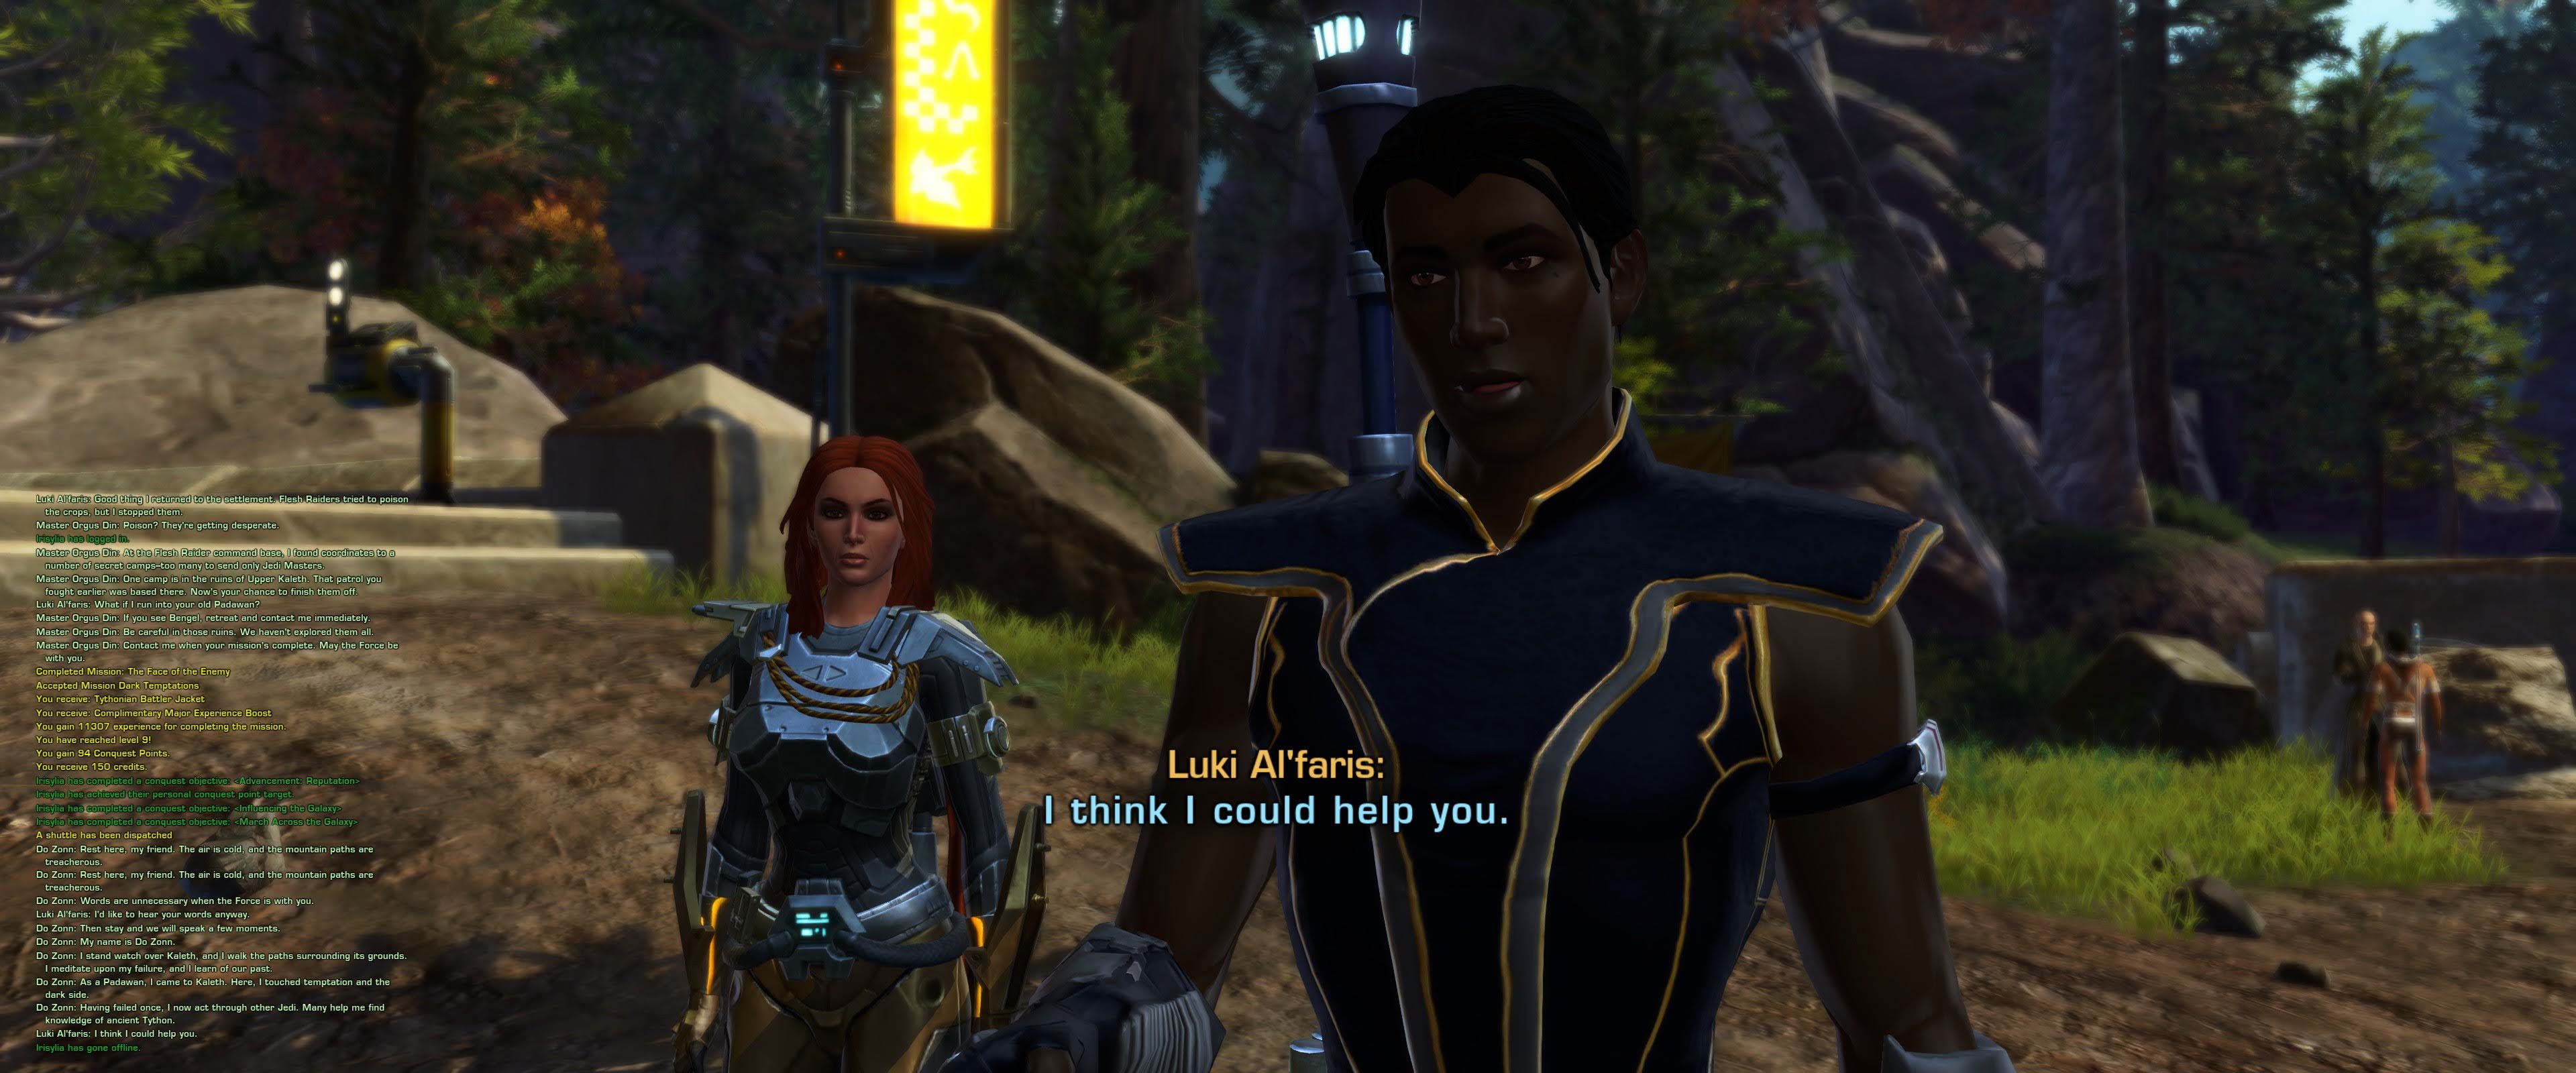 Luki Al'faris: Good thing I returned to the settlement. Flesh Raiders tried to poison
the crops, but I stopped them.
Master Orgus Din: Poison? They're getting desperate.
Irisylia has logged in.
Master Orgus Din: At the Flesh Raider command base, I found coordinates to a
number of secret camps--too many to send only Jedi Masters.
Master Orgus Din: One camp is in the ruins of Upper Kaleth. That patrol you
fought earlier was based there. Now's your chance to finish them off.
Luki Al'faris: What if I run into your old Padawan?
Master Orgus Din: If you see Bengel, retreat and contact me immediately.
Master Orgus Din: Be careful in those ruins. We haven't explored them all.
Master Orgus Din: Contact me when your mission's complete. May the Force be
with you.
Completed Mission: The Face of the Enemy
Accepted Mission Dark Temptations
You receive: Tythonian Battler Jacket
You receive: Complimentary Major Experience Boost
You gain 11307 experience for completing the mission.
You have reached level 9!
You gain 94 Conquest Points.
You receive 150 credits.
Irisylia has completed a conquest objective: <Advancement: Reputation>
Irisylia has achieved their personal conquest point target
Irisylia has completed a conquest objective: <Influencing the Galaxy>
Irisylia has completed a conquest objective: <March Across the Galaxy>
A shuttle has been dispatched
Do Zonn: Rest here, my friend. The air is cold, and the mountain paths are
treacherous.
Do Zonn: Rest here, my friend. The air is cold, and the mountain paths are
treacherous.
Do Zonn: Words are unnecessary when the Force is with you.
Luki Al'faris: I'd like to hear your words anyway.
Do Zonn: Then stay and we will speak a few moments.
Do Zonn: My name is Do Zonn.
Do Zonn: I stand watch over Kaleth, and I walk the paths surrounding its grounds.
I meditate upon my failure, and I learn of our past.
Do Zonn: As a Padawan, I came to Kaleth. Here, I touched temptation and the
dark side.
Do Zonn: Having failed once, I now act through other Jedi. Many help me find
knowledge of ancient Tython.
Luki Al'faris: I think I could help you.
Irisylia has gone offline.
Luki Al'faris:
I think I could help you.